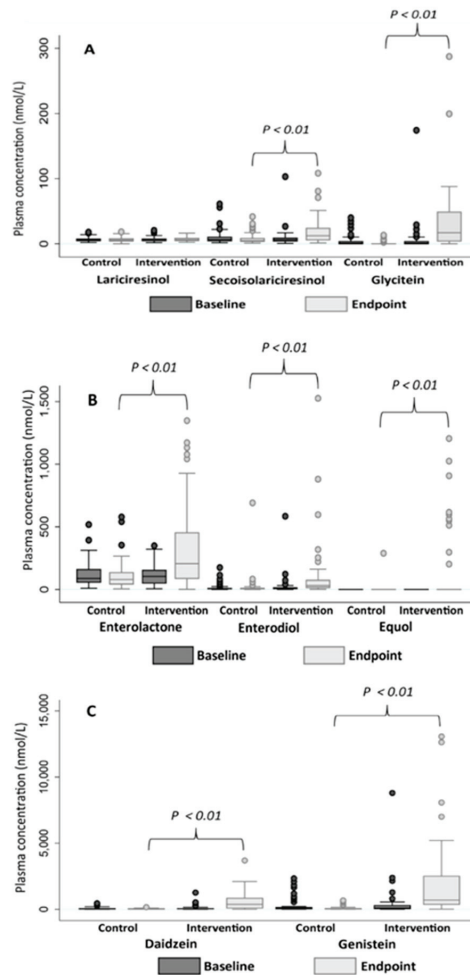 A
Plasma concentration (nmol/L)
300
200
100
0
P < 0.01
P < 0.01
Control Intervention Control Intervention Control Intervention
Lariciresinol Secoisolariciresinol Glycitein
Baseline Endpoint
B
Plasma concentration (nmol/L)
1,500
1,000
500
0
P < 0.01
P < 0.01
P < 0.01
Control Intervention Control Intervention Control Intervention
Enterolactone Enterodiol Equol
Baseline Endpoint
C
Plasma concentration (nmol/L)
15,000
10,000
5,000
0
P < 0.01
P < 0.01
Control Intervention Control Intervention
Daidzein Genistein
Baseline Endpoint